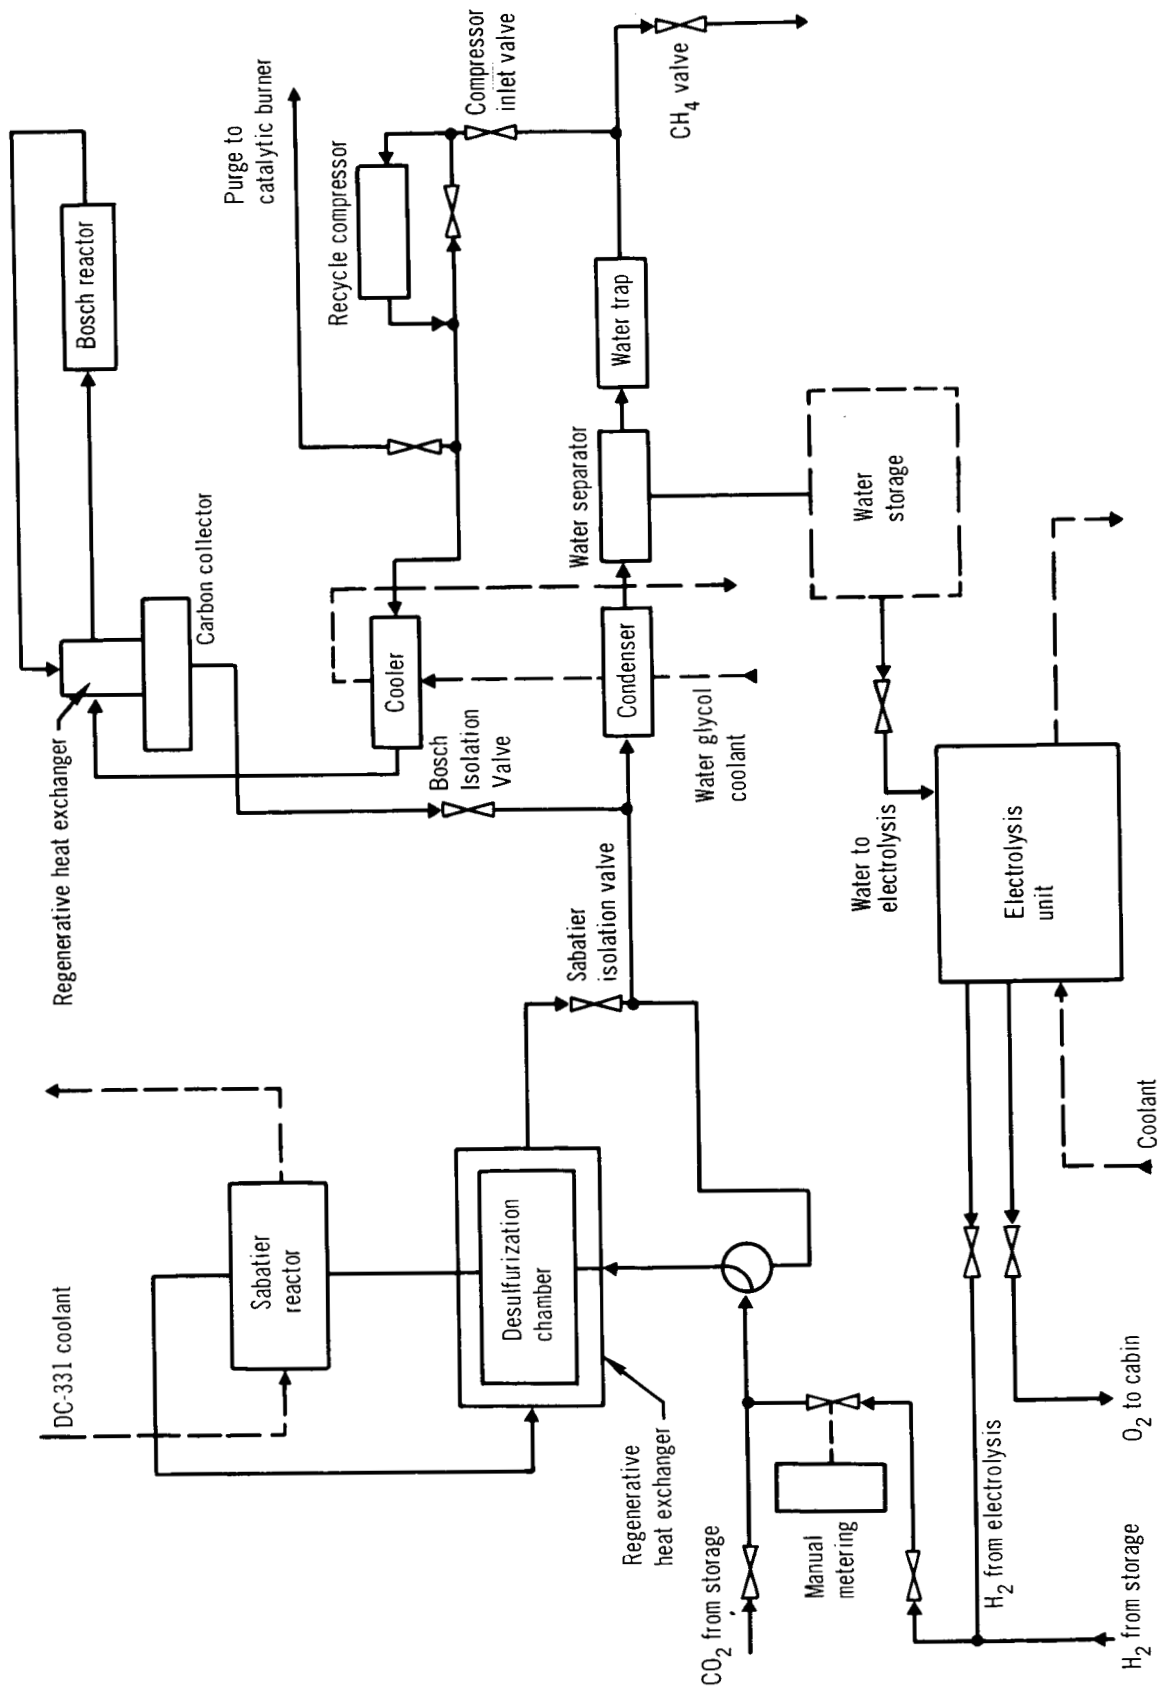 DC-331 coolant
Sabatier
reactor
Desulfurization
chamber
Regenerative
heat exchanger
CO2 from storage
Manual
metering
H2 from electrolysis
H2 from storage
O2 to cabin
Coolant
Electrolysis
unit
Water to
electrolysis
Water
storage
Sabatier
isolation valve
Regenerative heat exchanger
Carbon collector
Bosch reactor
Bosch
Isolation
Valve
Cooler
Condenser
Water glycol
coolant
Water separator
Water trap
Recycle compressor
Purge to
catalytic burner
Compressor
inlet valve
CH4 valve